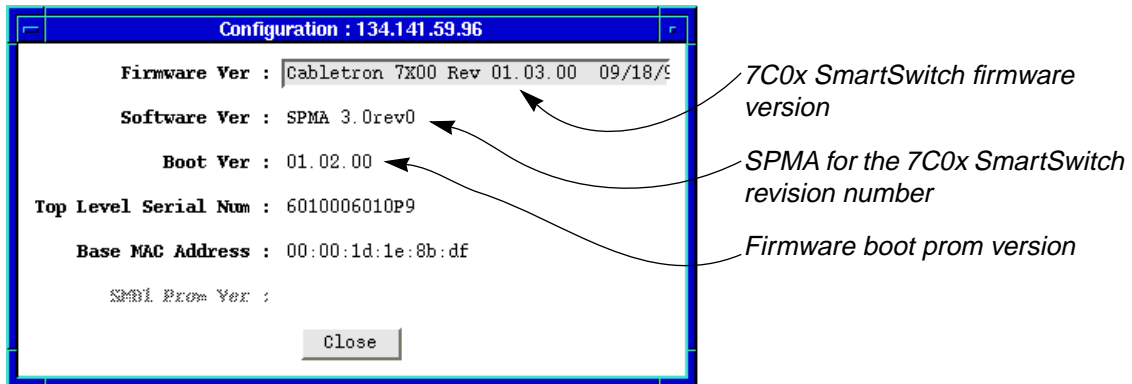 Configuration : 134.141.59.96
Firmware Ver : Cabletron 7X00 Rev 01.03.00 09/18/9
Software Ver : SPMA 3.0rev0
Boot Ver : 01.02.00
Top Level Serial Num : 6010006010P9
Base MAC Address : 00:00:1d:1e:8b:df
SMB1 Prom Ver :
Close
7C0x SmartSwitch firmware
version
SPMA for the 7C0x SmartSwitch
revision number
Firmware boot prom version